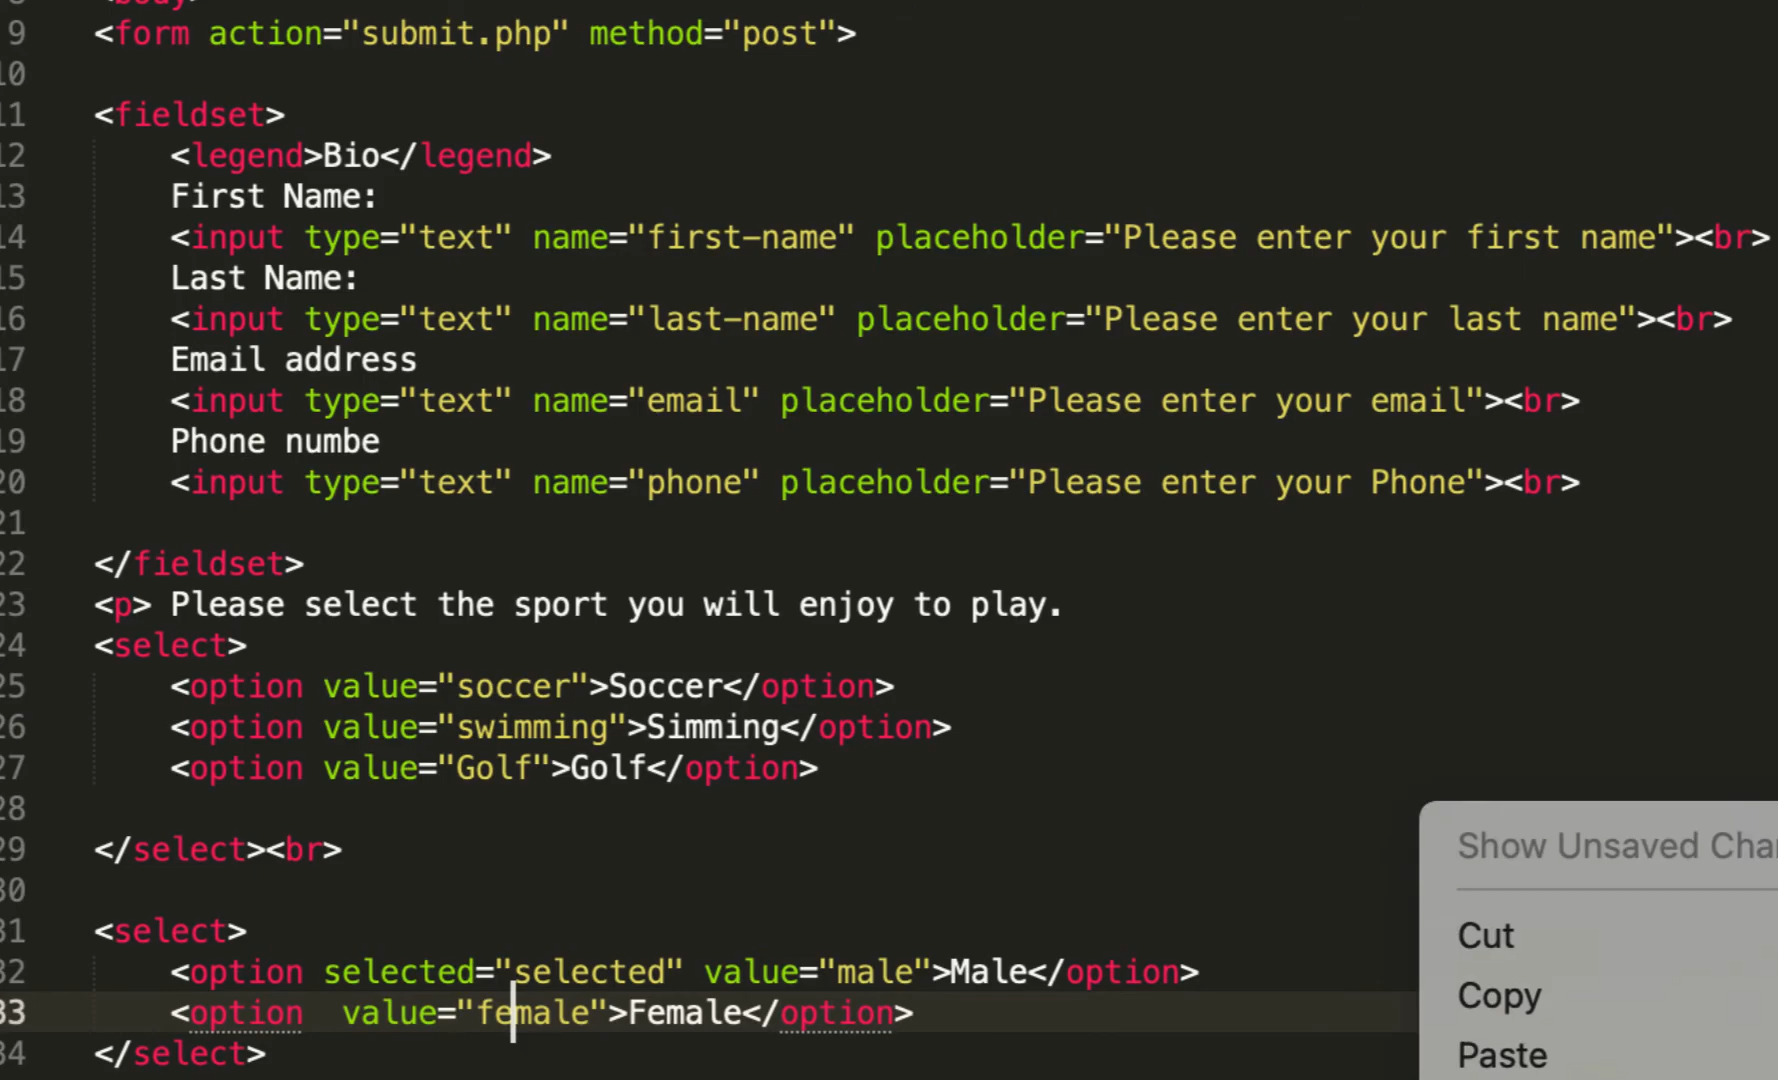 <body>
9 <form action="submit.php" method="post">
10
11 <fieldset>
12 <legend>Bio</legend>
13 First Name:
14 <input type="text" name="first-name" placeholder="Please enter your first name"><br>
15 Last Name:
16 <input type="text" name="last-name" placeholder="Please enter your last name"><br>
17 Email address
18 <input type="text" name="email" placeholder="Please enter your email"><br>
19 Phone numbe
20 <input type="text" name="phone" placeholder="Please enter your Phone"><br>
21
22 </fieldset>
23 <p> Please select the sport you will enjoy to play.
24 <select>
25 <option value="soccer">Soccer</option>
26 <option value="swimming">Simming</option>
27 <option value="Golf">Golf</option>
28
29 </select><br>
30
31 <select>
32 <option selected="selected" value="male">Male</option>
33 <option  value="female">Female</option>
34 </select>
Show Unsaved
Cut
Copy
Paste